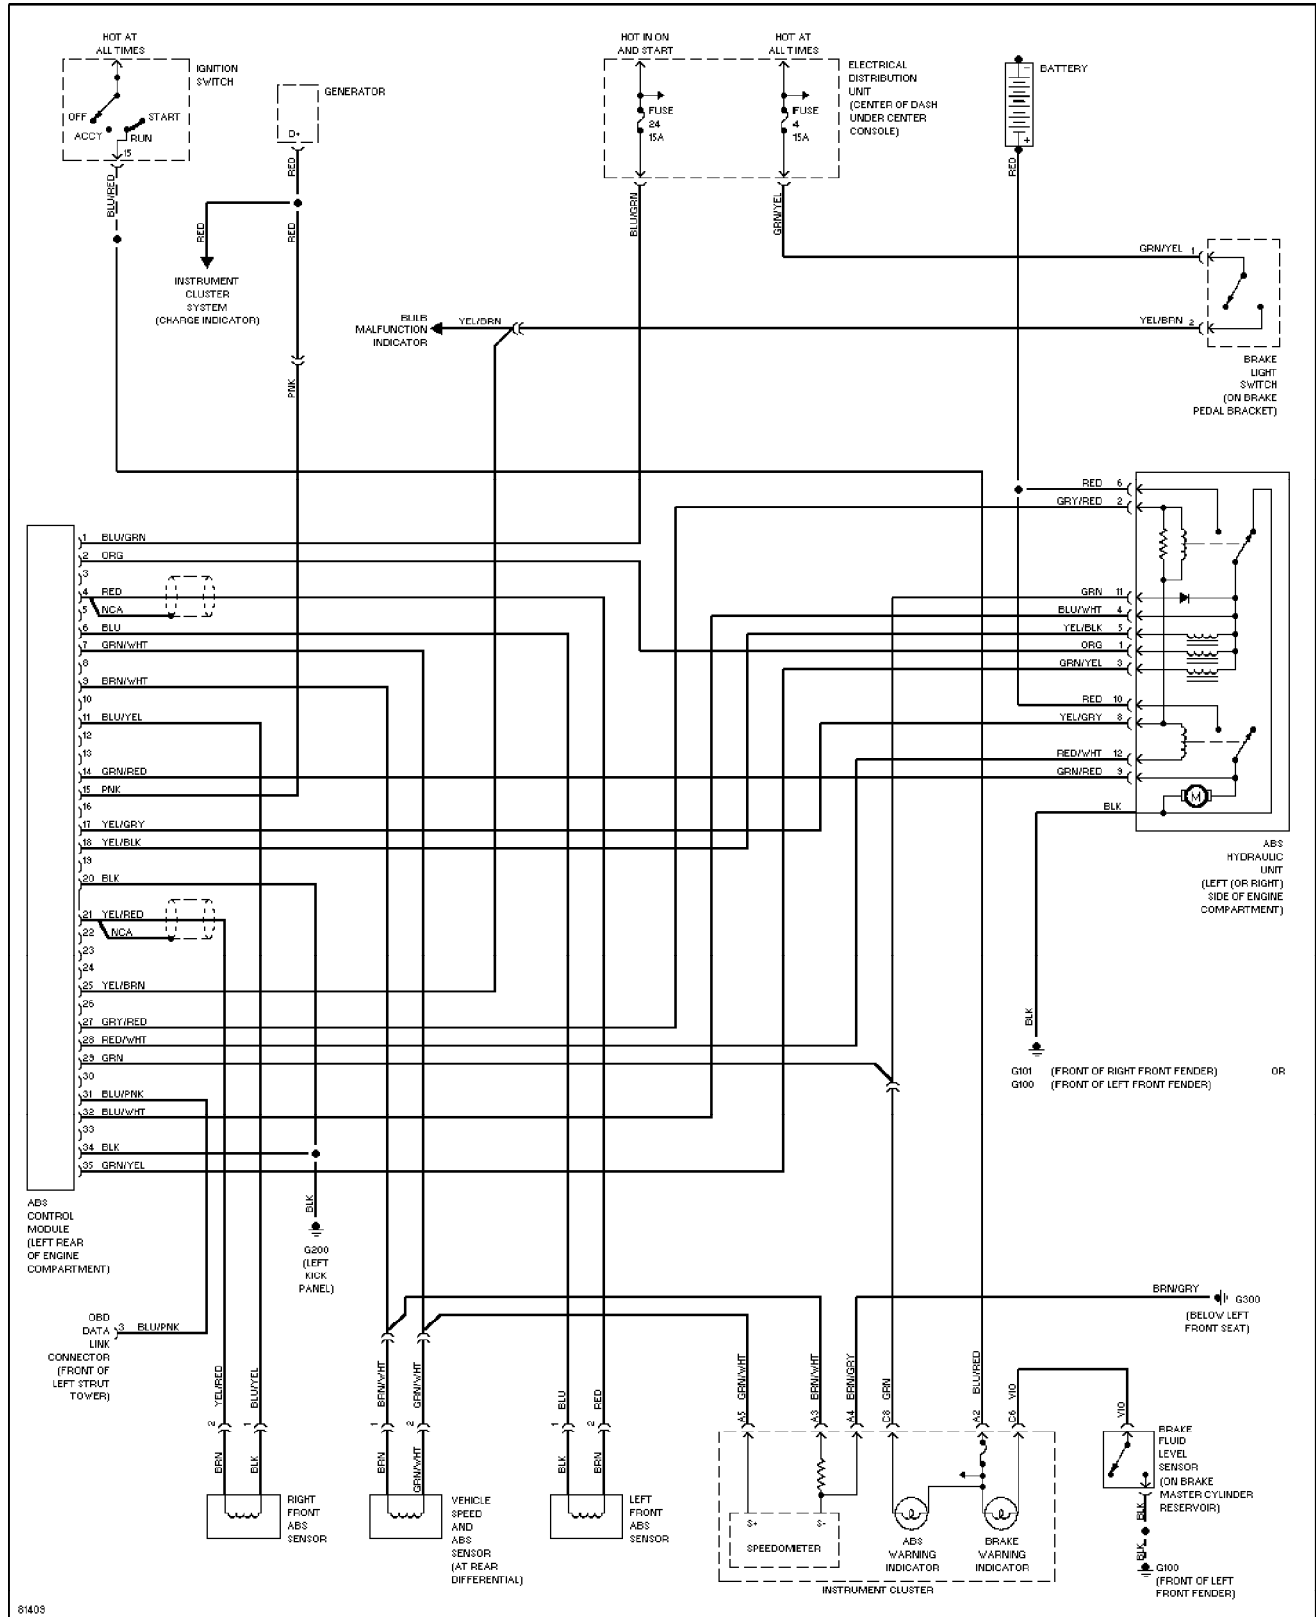 HOT AT
ALL TIMES
IGNITION
SWITCH
OFF
START
ACCY
RUN
15
BLU/RED
GENERATOR
D+
RED
RED
RED
INSTRUMENT
CLUSTER
SYSTEM
(CHARGE INDICATOR)
PNK
HOT IN ON
AND START
HOT AT
ALL TIMES
FUSE
24
15A
FUSE
4
15A
ELECTRICAL
DISTRIBUTION
UNIT
(CENTER OF DASH
UNDER CENTER
CONSOLE)
BLU/GRN
GRN/YEL
BATTERY
-
+
RED
GRN/YEL 1
YEL/BRN 2
BRAKE
LIGHT
SWITCH
(ON BRAKE
PEDAL BRACKET)
BULB
MALFUNCTION
INDICATOR
YEL/BRN
1 BLU/GRN
2 ORG
3
4 RED
5 NCA
6 BLU
7 GRN/WHT
8
9 BRN/WHT
10
11 BLU/YEL
12
13
14 GRN/RED
15 PNK
16
17 YEL/GRY
18 YEL/BLK
19
20 BLK
21 YEL/RED
22 NCA
23
24
25 YEL/BRN
26
27 GRY/RED
28 RED/WHT
29 GRN
30
31 BLU/PNK
32 BLU/WHT
33
34 BLK
35 GRN/YEL
ABS
CONTROL
MODULE
(LEFT REAR
OF ENGINE
COMPARTMENT)
RED 6
GRY/RED 2
GRN 11
BLU/WHT 4
YEL/BLK 5
ORG 1
GRN/YEL 3
RED 10
YEL/GRY 8
RED/WHT 12
GRN/RED 9
BLK
M
ABS
HYDRAULIC
UNIT
(LEFT (OR RIGHT)
SIDE OF ENGINE
COMPARTMENT)
BLK
G101 (FRONT OF RIGHT FRONT FENDER) OR
G100 (FRONT OF LEFT FRONT FENDER)
BLK
G200
(LEFT
KICK
PANEL)
OBD
DATA
LINK
CONNECTOR
(FRONT OF
LEFT STRUT
TOWER)
3 BLU/PNK
BRN/GRY
G300
(BELOW LEFT
FRONT SEAT)
2 YEL/RED
1 BLU/YEL
BRN
BLK
RIGHT
FRONT
ABS
SENSOR
1 BRN/WHT
2 GRN/WHT
BRN
GRN/WHT
VEHICLE
SPEED
AND
ABS
SENSOR
(AT REAR
DIFFERENTIAL)
1 BLU
2 RED
BLK
BRN
LEFT
FRONT
ABS
SENSOR
A5 GRN/WHT
A3 BRN/WHT
A4 BRN/GRY
C8 GRN
A2 BLU/RED
C6 VIO
S+
S-
SPEEDOMETER
ABS
WARNING
INDICATOR
BRAKE
WARNING
INDICATOR
INSTRUMENT CLUSTER
VIO
BRAKE
FLUID
LEVEL
SENSOR
(ON BRAKE
MASTER CYLINDER
RESERVOIR)
BLK
BLK
G100
(FRONT OF LEFT
FRONT FENDER)
81403